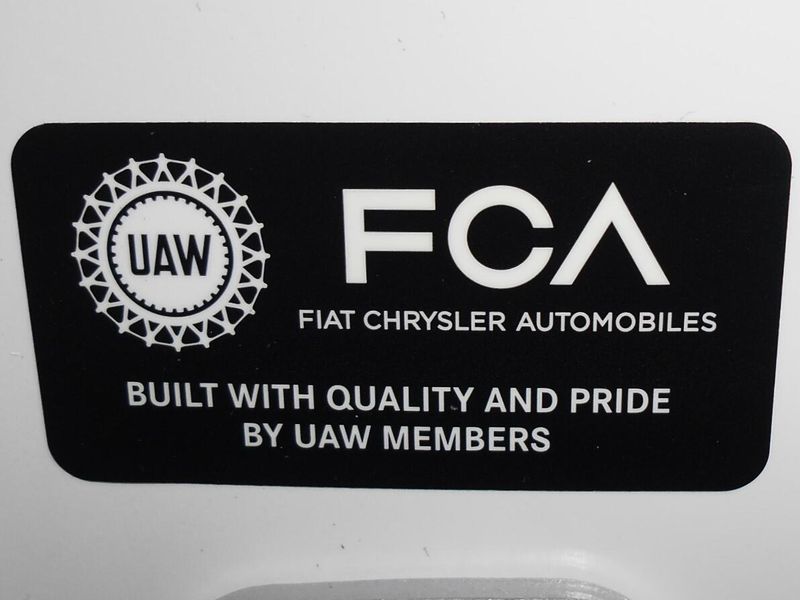 UAW
FCA
FIAT CHRYSLER AUTOMOBILES
BUILT WITH QUALITY AND PRIDE
BY UAW MEMBERS